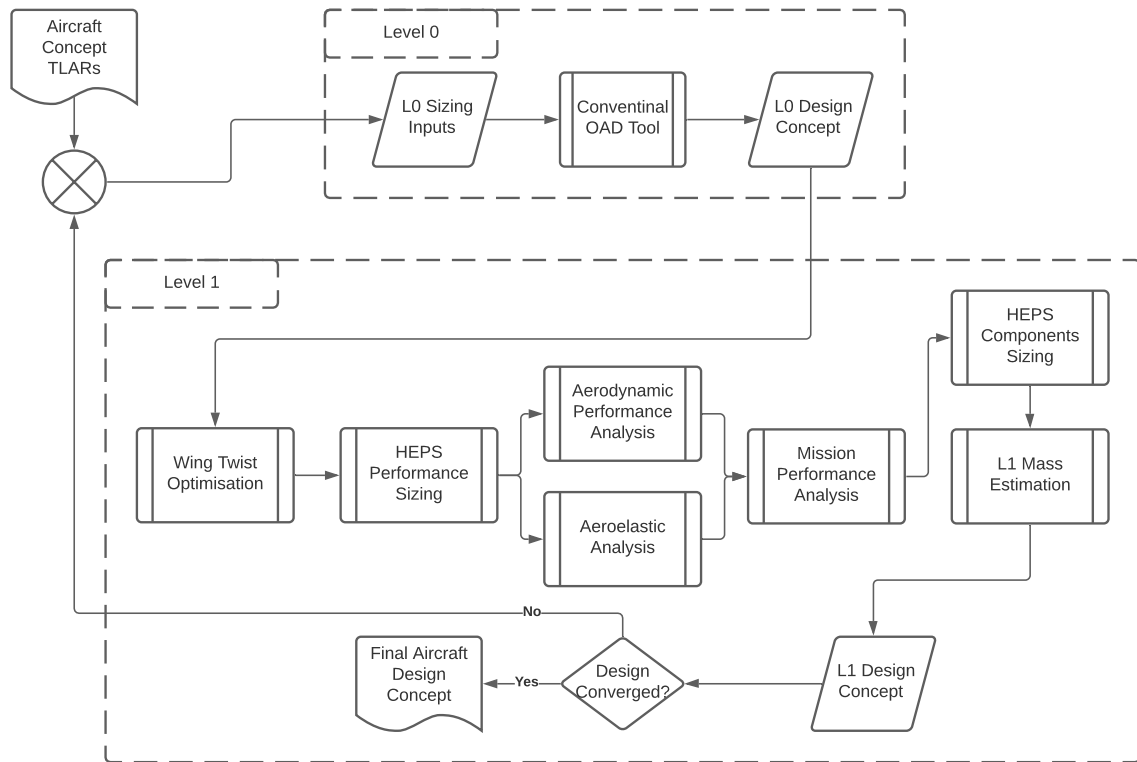 Aircraft
Concept
TLARs
Level 0
L0 Sizing
Inputs
Conventinal
OAD Tool
L0 Design
Concept
Level 1
HEPS
Components
Sizing
Wing Twist
Optimisation
HEPS
Performance
Sizing
Aerodynamic
Performance
Analysis
Aeroelastic
Analysis
Mission
Performance
Analysis
L1 Mass
Estimation
No
Final Aircraft
Design
Concept
Yes
Design
Converged?
L1 Design
Concept